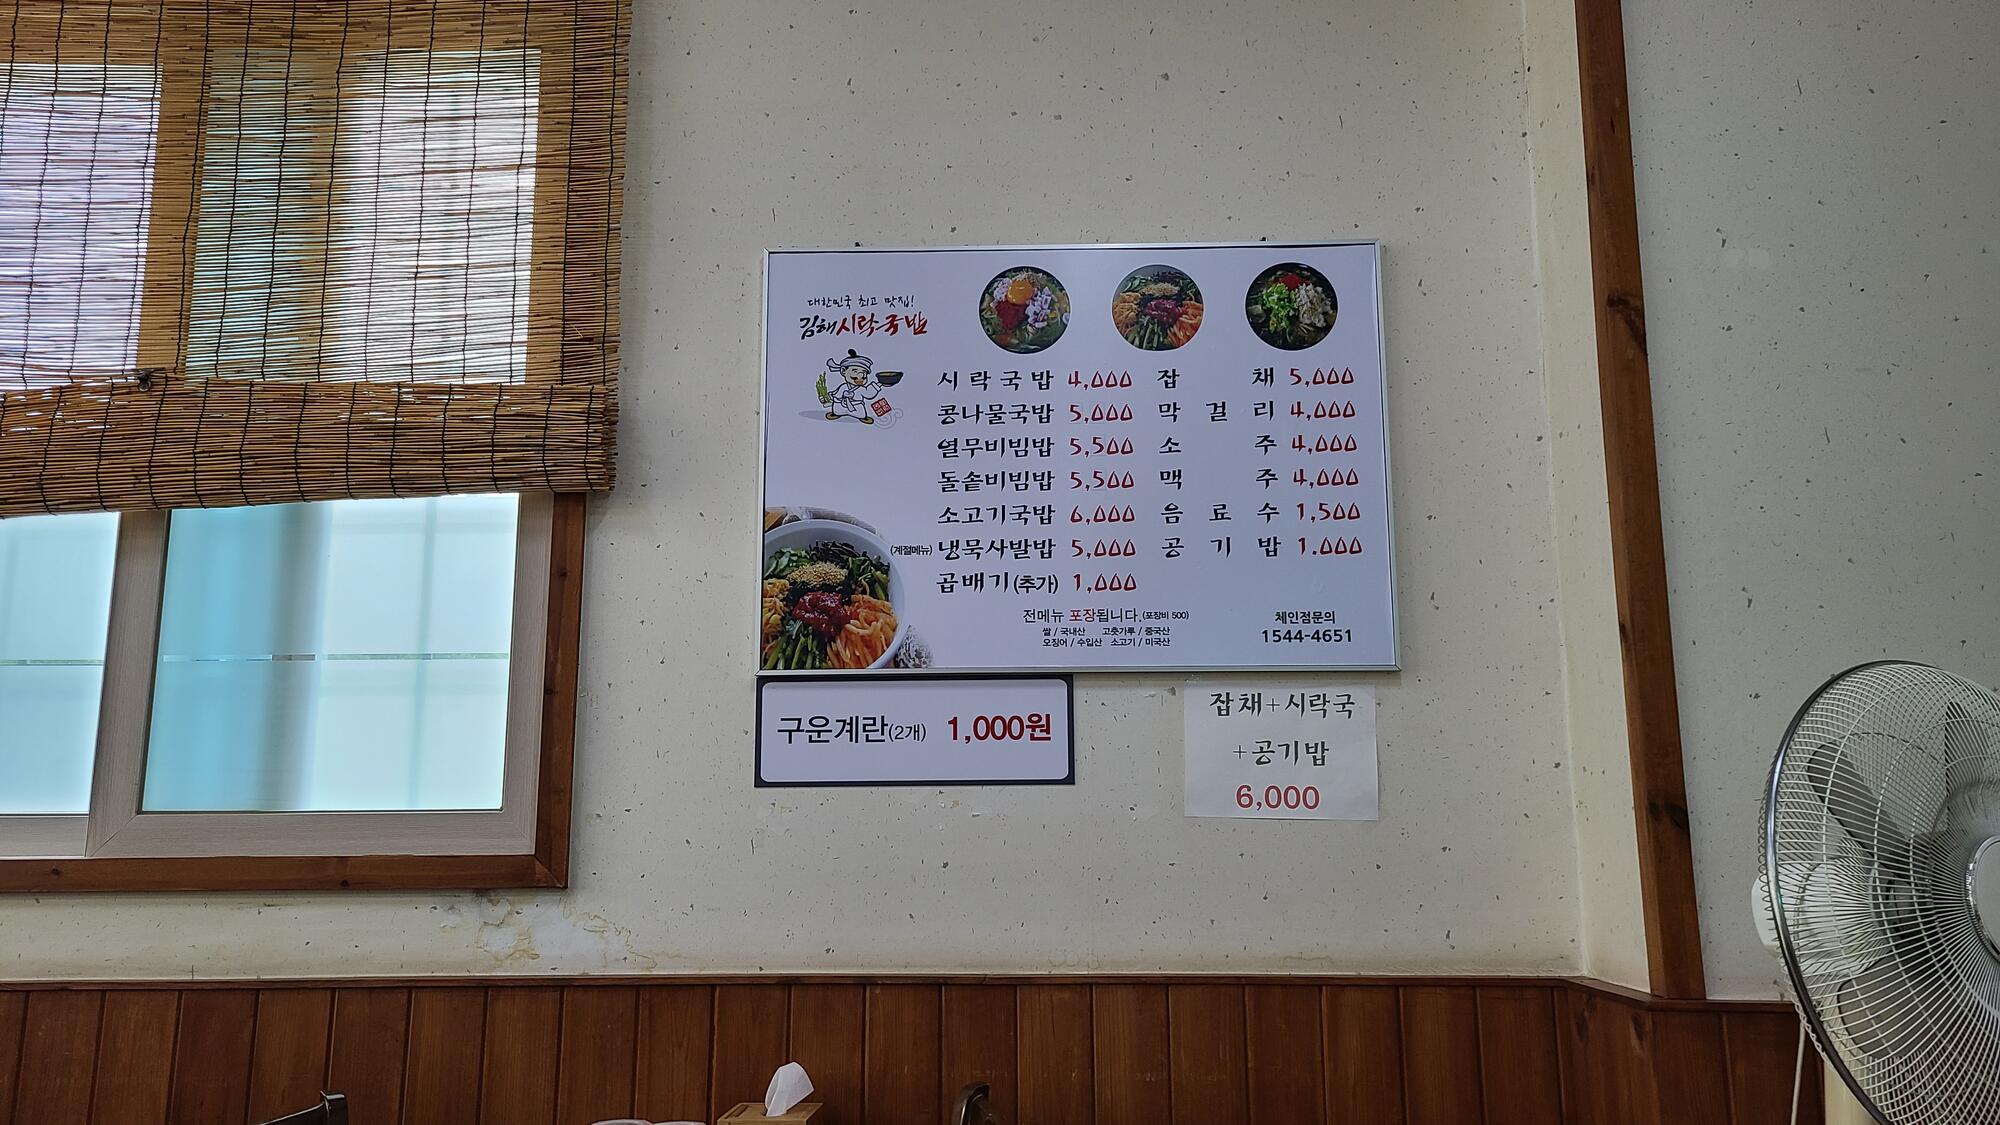 대한민국 최고 맛집!
김해시락국밥
시락국밥 4,000 잡채 5,000
콩나물국밥 5,000 막걸리 4,000
열무비빔밥 5,500 소주 4,000
돌솥비빔밥 5,500 맥주 4,000
소고기국밥 6,000 음료수 1,500
(계절메뉴) 냉묵사발밥 5,000 공기밥 1.000
곱배기(추가) 1,000
전메뉴 포장됩니다.(포장비 500)
쌀 / 국내산 고춧가루 / 중국산
오징어 / 수입산 소고기 / 미국산
체인점문의
1544-4651
구운계란(2개) 1,000원
잡채+시락국
+공기밥
6,000